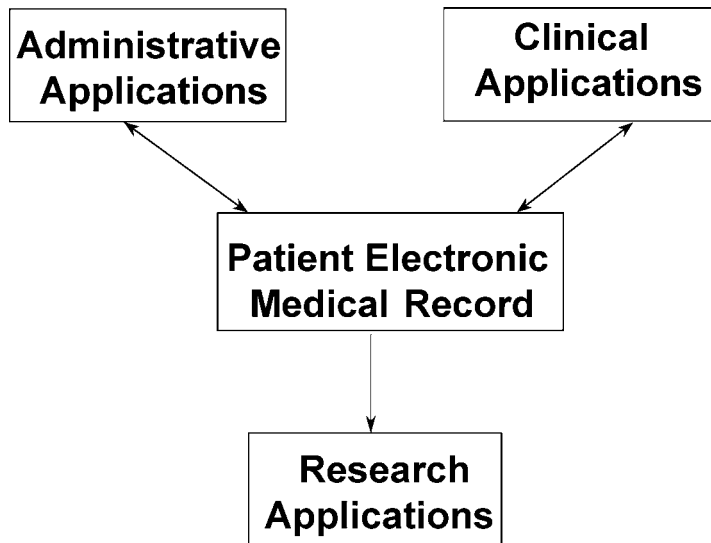 Administrative
Applications
Clinical
Applications
Patient Electronic
Medical Record
Research
Applications